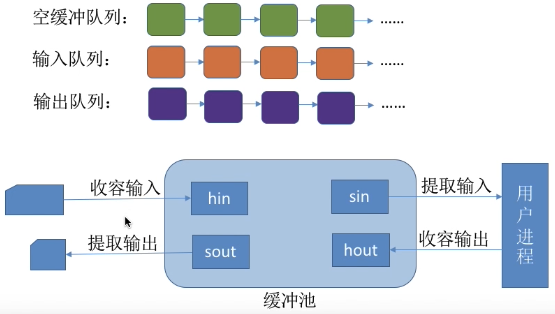 空缓冲队列: ......
输入队列: ......
输出队列: ......
收容输入
hin
sin
提取输入
用户进程
提取输出
sout
hout
收容输出
缓冲池